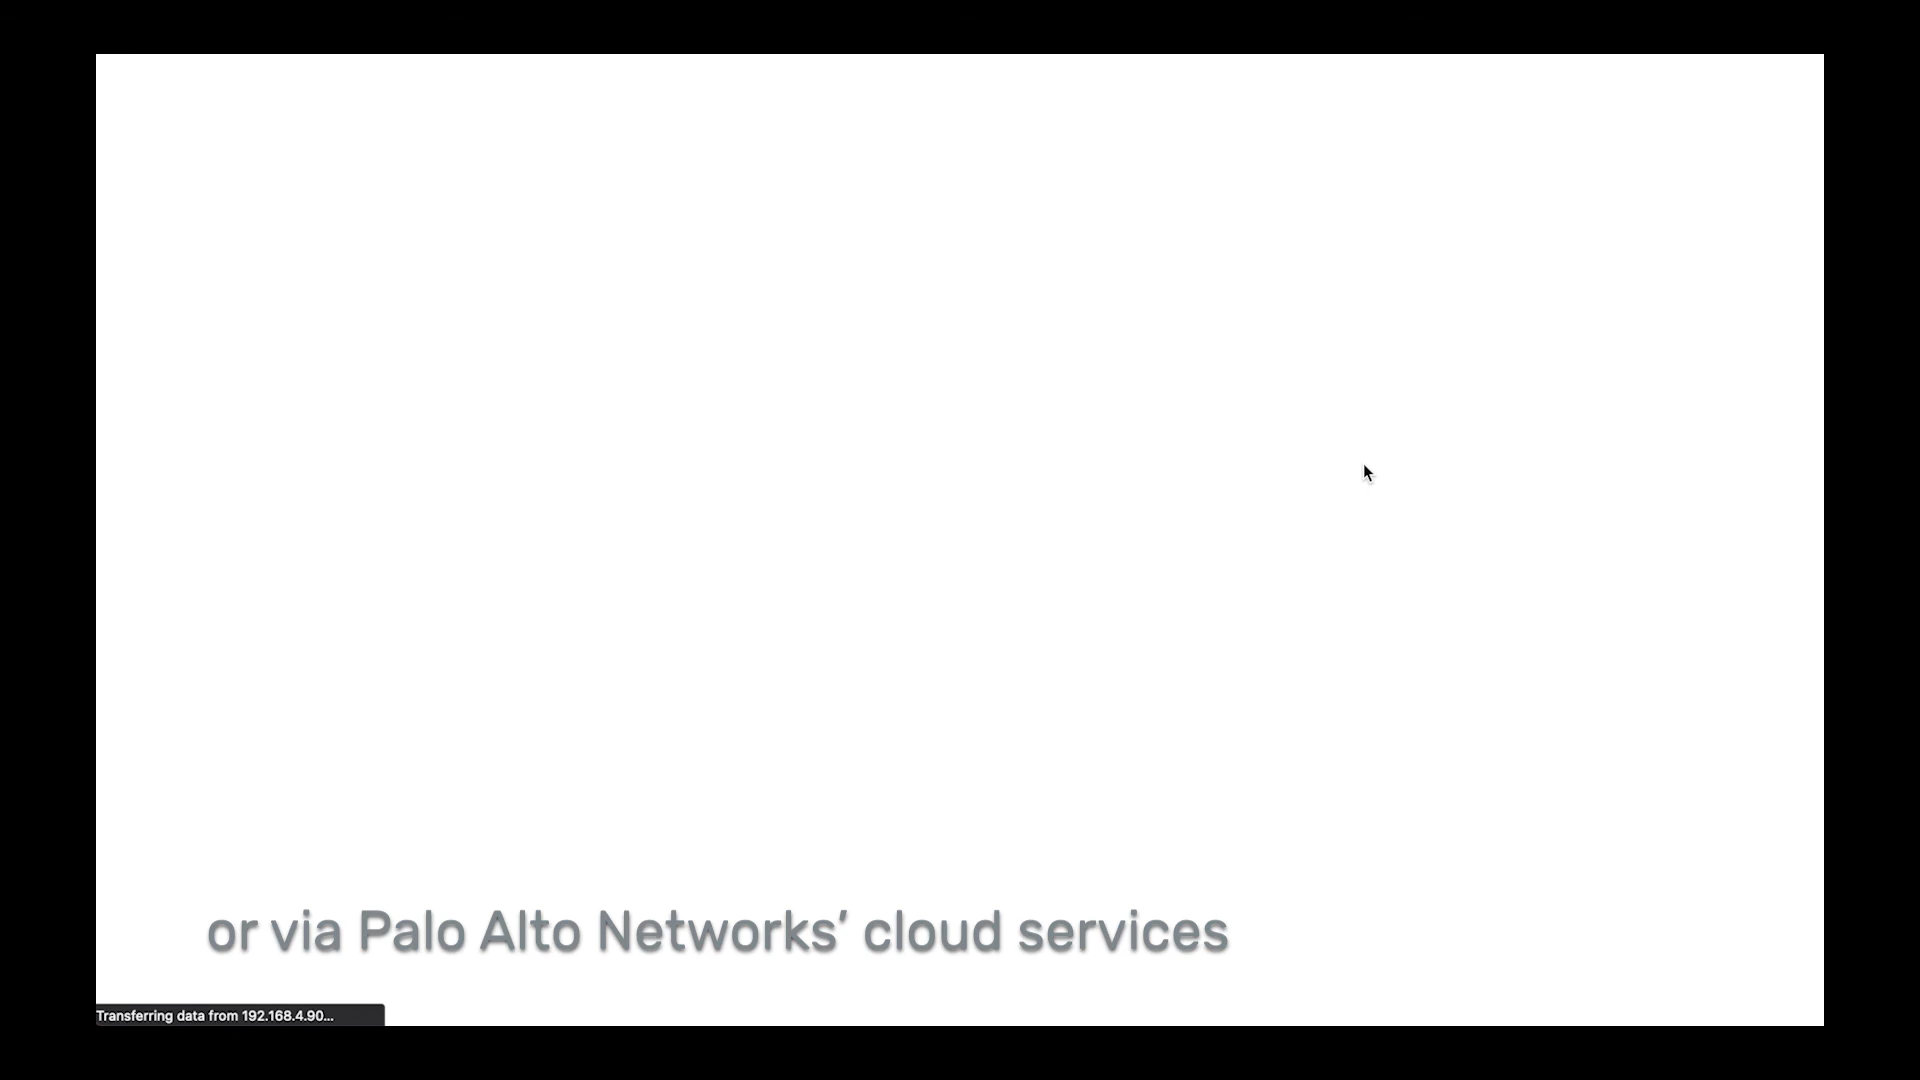 or via Palo Alto Networks’ cloud services
Transferring data from 192.168.4.90...